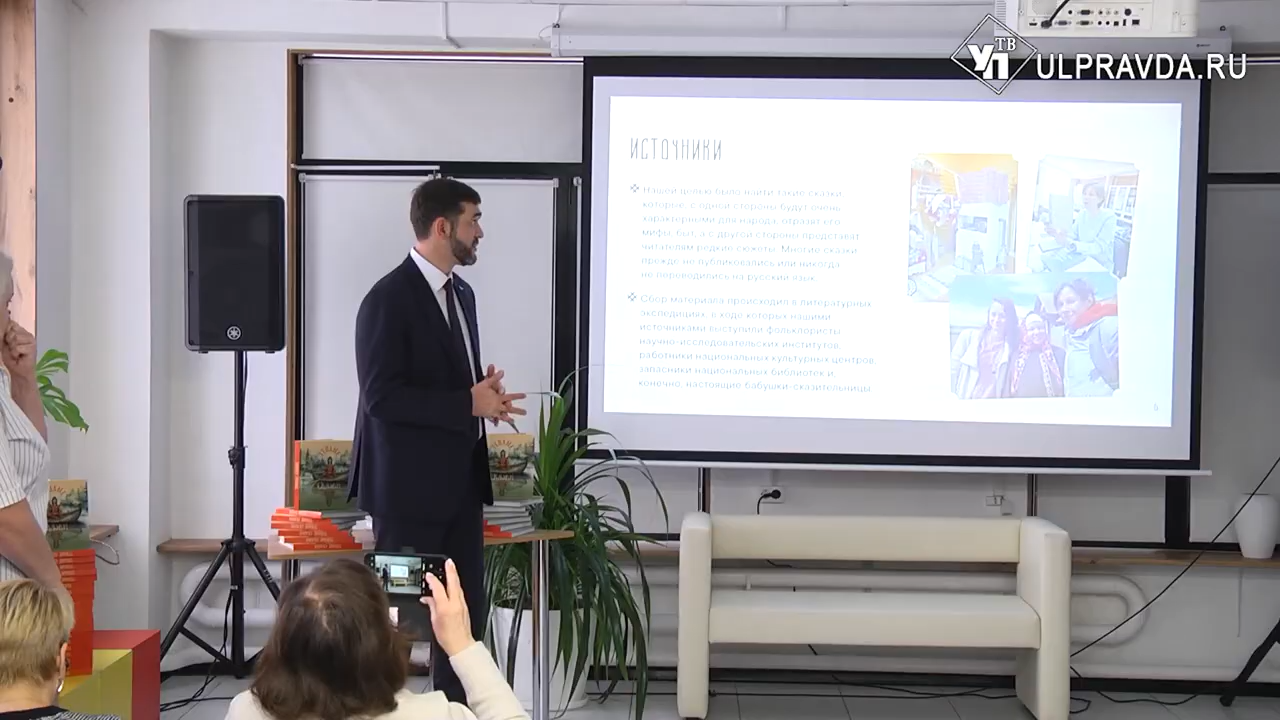 ТВ
УП
ULPRAVDA.RU
ИСТОЧНИКИ
Нашей целью было найти такие сказки,
которые, с одной стороны будут очень
характерными для народа, отразят его
мифы, быт, а с другой стороны представят
читателям редкие сюжеты. Многие сказки
прежде не публиковались или никогда
не переводились на русский язык.
Сбор материала происходил в литературных
экспедициях, в ходе которых нашими
источниками выступили фольклористы
научно-исследовательских институтов,
работники национальных культурных центров,
запасники национальных библиотек и,
конечно, настоящие бабушки-сказительницы.
6